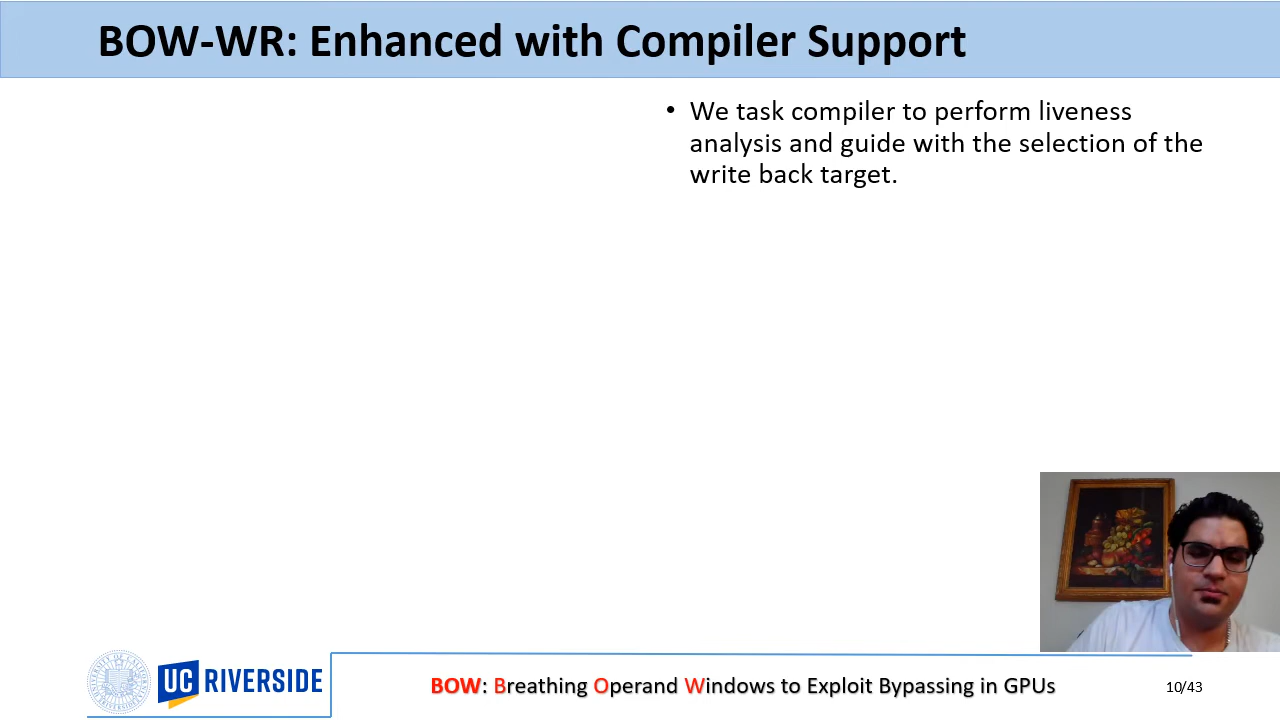 BOW-WR: Enhanced with Compiler Support
• We task compiler to perform liveness
analysis and guide with the selection of the
write back target.
UC RIVERSIDE
BOW: Breathing Operand Windows to Exploit Bypassing in GPUs
10/43